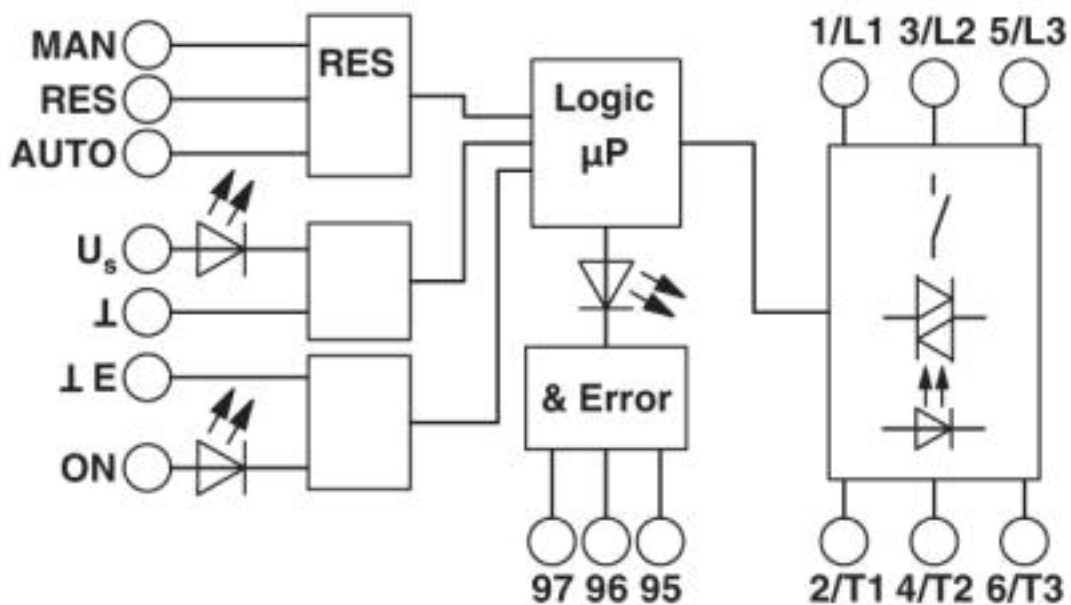 MAN
RES
AUTO
RES
Us
⊥
⊥ E
ON
Logic
µP
& Error
97 96 95
1/L1 3/L2 5/L3
2/T1 4/T2 6/T3